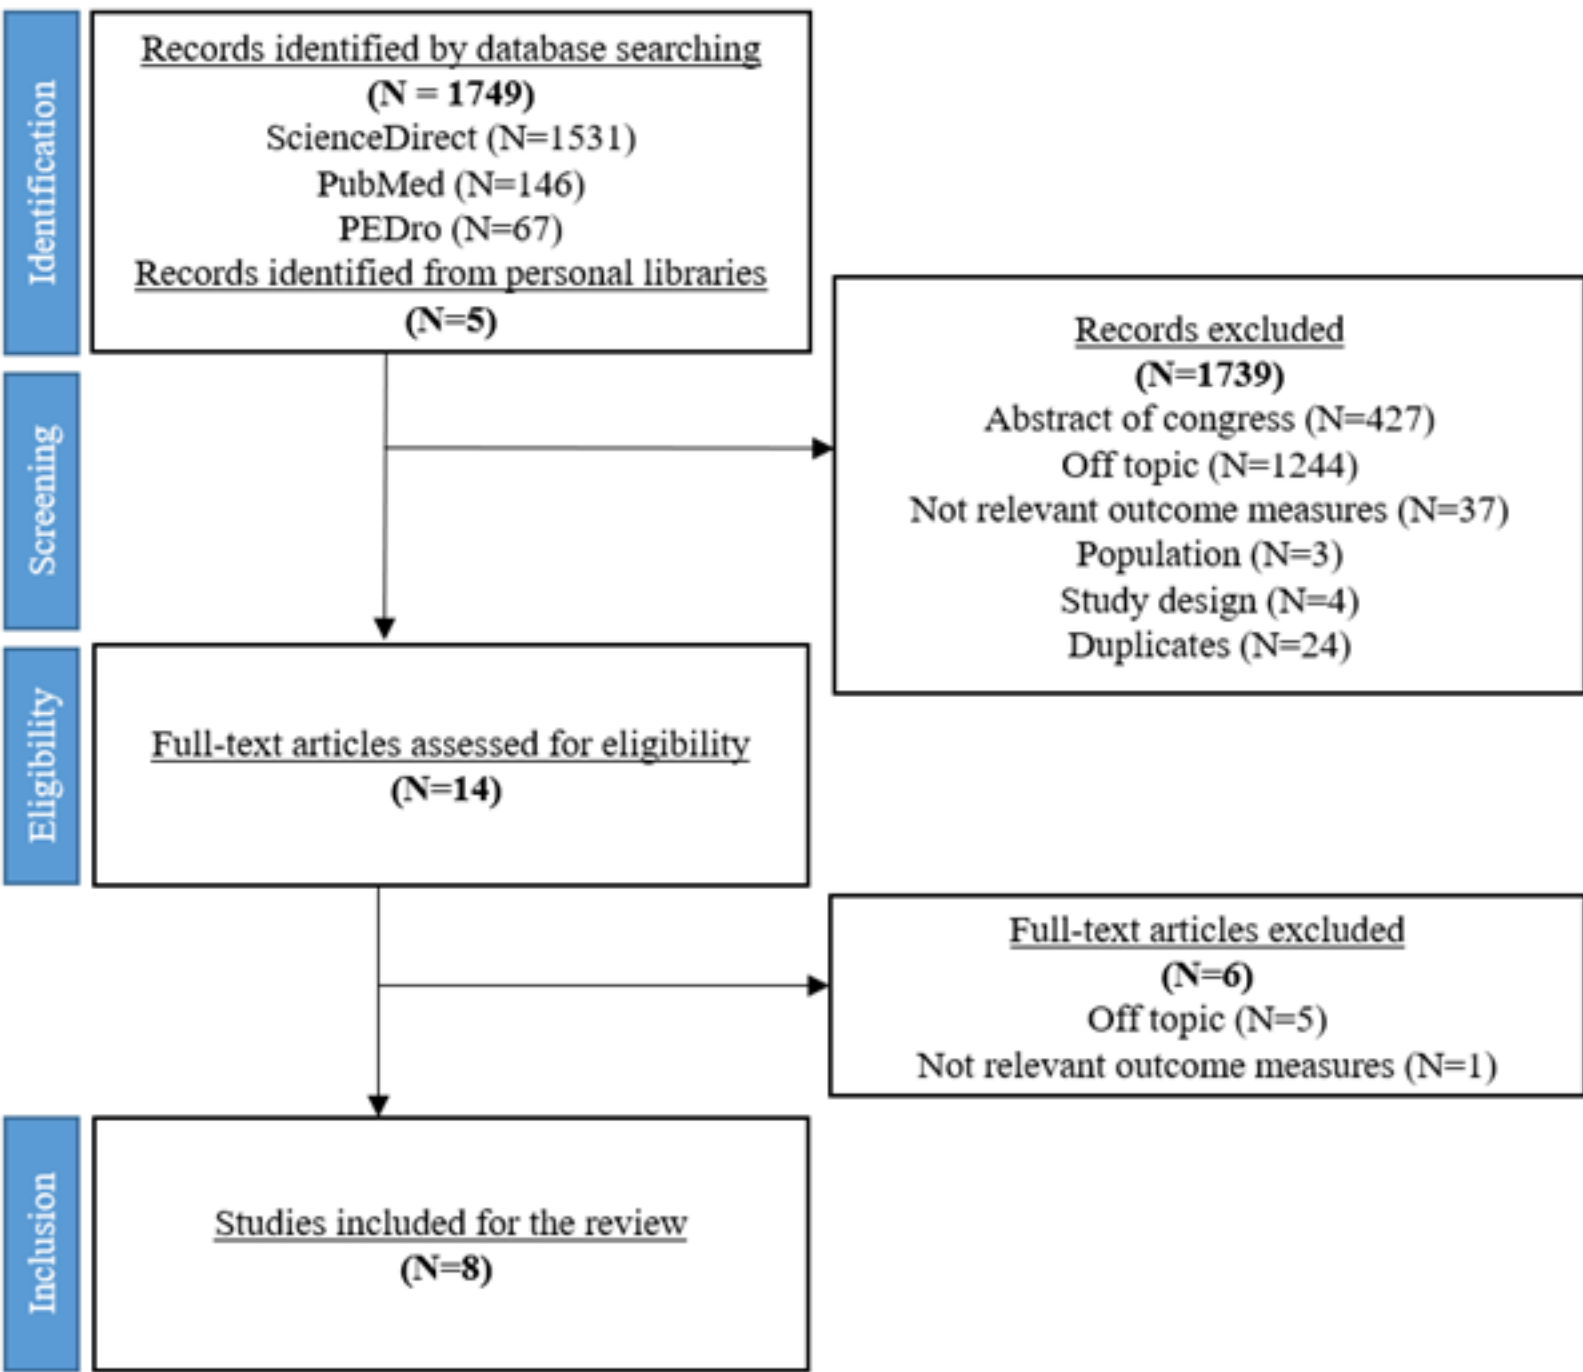 Identification
Records identified by database searching
(N = 1749)
ScienceDirect (N=1531)
PubMed (N=146)
PEDro (N=67)
Records identified from personal libraries
(N=5)
Screening
Records excluded
(N=1739)
Abstract of congress (N=427)
Off topic (N=1244)
Not relevant outcome measures (N=37)
Population (N=3)
Study design (N=4)
Duplicates (N=24)
Eligibility
Full-text articles assessed for eligibility
(N=14)
Full-text articles excluded
(N=6)
Off topic (N=5)
Not relevant outcome measures (N=1)
Inclusion
Studies included for the review
(N=8)